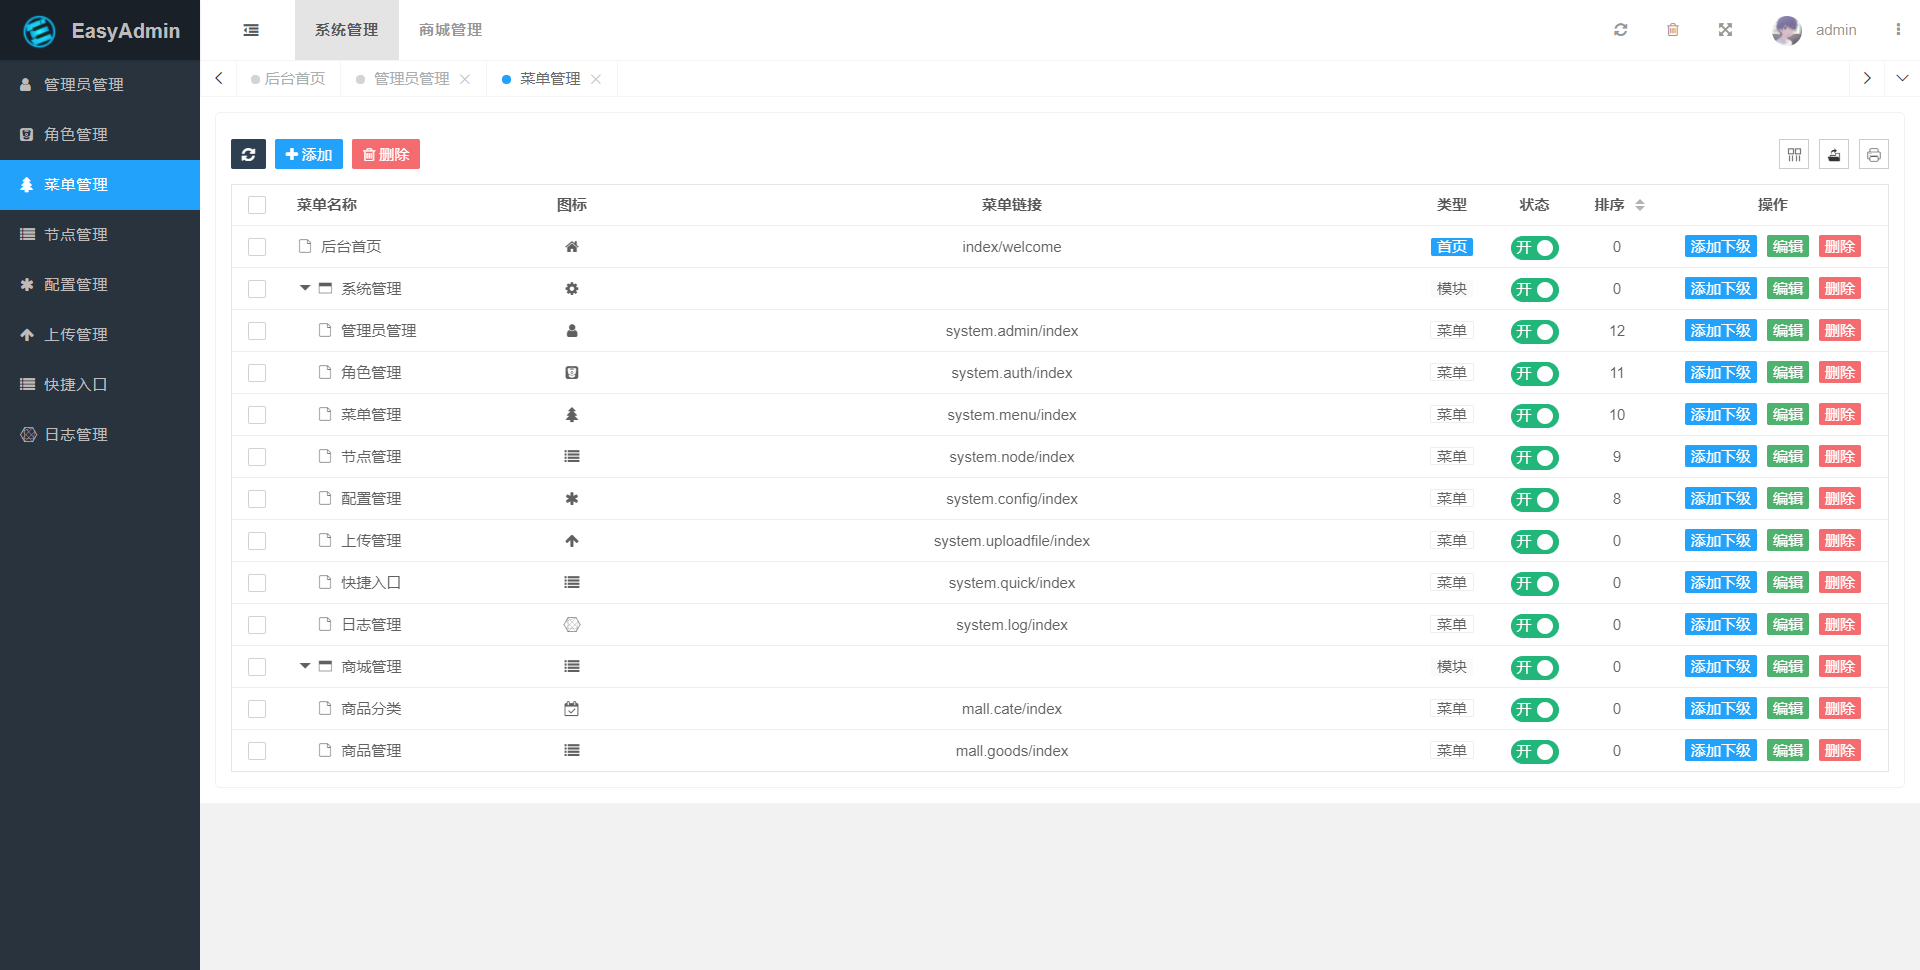 EasyAdmin
系统管理 商城管理 admin
后台首页 管理员管理 菜单管理
管理员管理
角色管理
菜单管理
节点管理
配置管理
上传管理
快捷入口
日志管理
添加 删除
菜单名称 图标 菜单链接 类型 状态 排序 操作
后台首页 index/welcome 首页 开 0 添加下级 编辑 删除
系统管理 模块 开 0 添加下级 编辑 删除
管理员管理 system.admin/index 菜单 开 12 添加下级 编辑 删除
角色管理 system.auth/index 菜单 开 11 添加下级 编辑 删除
菜单管理 system.menu/index 菜单 开 10 添加下级 编辑 删除
节点管理 system.node/index 菜单 开 9 添加下级 编辑 删除
配置管理 system.config/index 菜单 开 8 添加下级 编辑 删除
上传管理 system.uploadfile/index 菜单 开 0 添加下级 编辑 删除
快捷入口 system.quick/index 菜单 开 0 添加下级 编辑 删除
日志管理 system.log/index 菜单 开 0 添加下级 编辑 删除
商城管理 模块 开 0 添加下级 编辑 删除
商品分类 mall.cate/index 菜单 开 0 添加下级 编辑 删除
商品管理 mall.goods/index 菜单 开 0 添加下级 编辑 删除